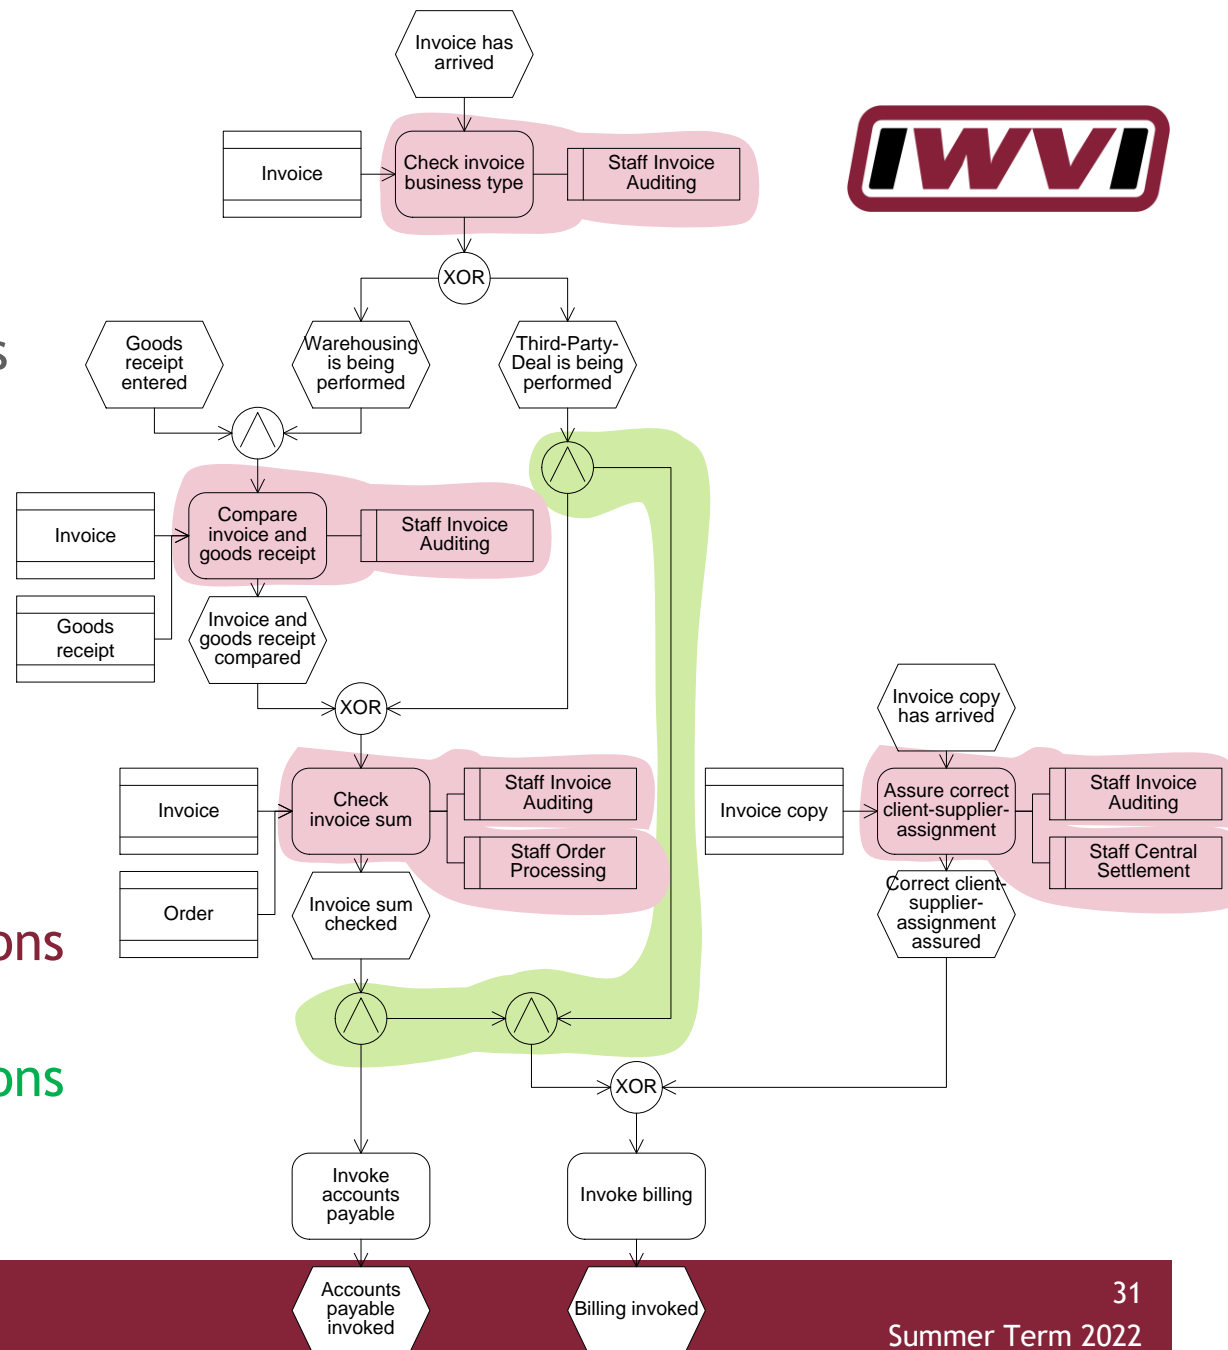 Invoice has
arrived
Invoice
Check invoice
business type
Staff Invoice
Auditing
IWVI
XOR
s
Goods
receipt
entered
Warehousing
is being
performed
Third-Party-
Deal is being
performed
Invoice
Compare
invoice and
goods receipt
Staff Invoice
Auditing
Goods
receipt
Invoice and
goods receipt
compared
XOR
Invoice copy
has arrived
Invoice
Check
invoice sum
Staff Invoice
Auditing
Staff Order
Processing
Invoice copy
Assure correct
client-supplier-
assignment
Staff Invoice
Auditing
Staff Central
Settlement
Order
Invoice sum
checked
Correct client-
supplier-
assignment
assured
ons
ons
XOR
Invoke
accounts
payable
Invoke billing
Accounts
payable
invoked
Billing invoked
31
Summer Term 2022